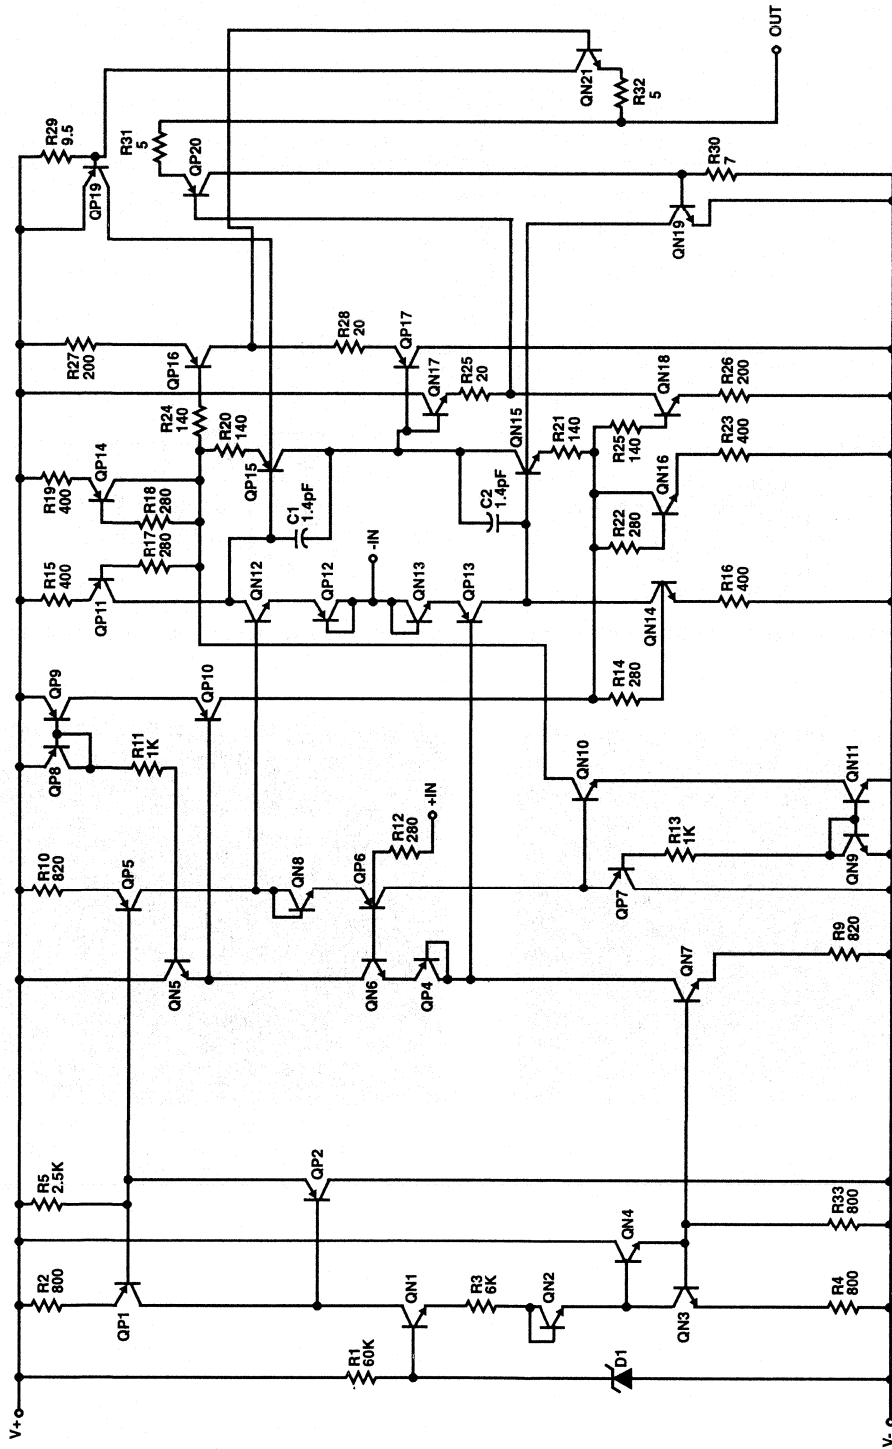 V+
R2
800
R5
2.5K
R10
820
QP8
QP9
R15
400
R19
400
R27
200
R29
9.5
QP19
QP1
QP5
R11
1K
QP11
QP14
R17
280
R18
280
R31
5
QN5
QP10
R24
140
QP16
QP20
R20
140
QP15
QN12
QP2
QN8
QP12
C1
1.4pF
R28
20
R1
60K
QN1
QN6
QP6
R12
280
+IN
-IN
QN13
QP17
QN17
QP4
QP13
R3
6K
R25
20
C2
1.4pF
QN2
QN15
R21
140
QN10
QN21
R32
5
OUT
D1
QN4
QP7
R14
280
R22
280
R25
140
QN14
QN16
QN18
QN3
QN7
R13
1K
QN19
R30
7
R4
800
R33
800
R9
820
QN9
QN11
R16
400
R23
400
R26
200
V-